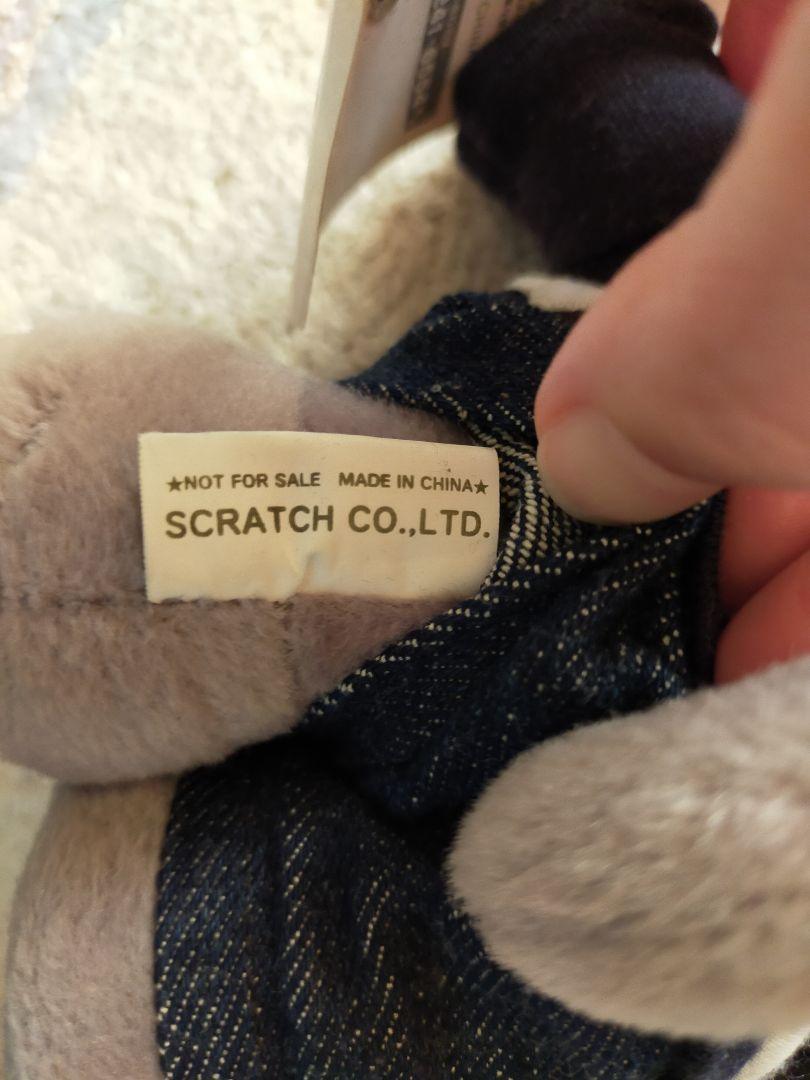 ★NOT FOR SALE MADE IN CHINA★
SCRATCH CO.,LTD.